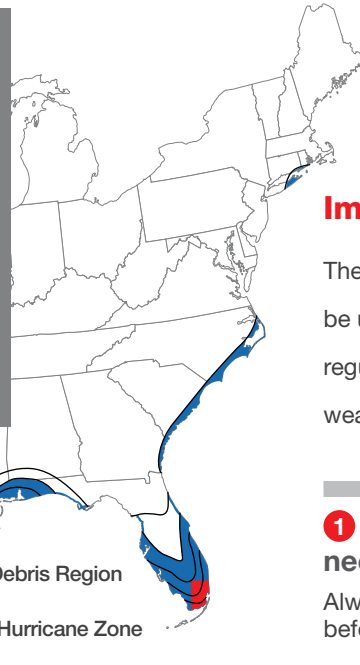 Im
The
be u
regu
wea
1
nee
Alw
befo
Debris Region
Hurricane Zone